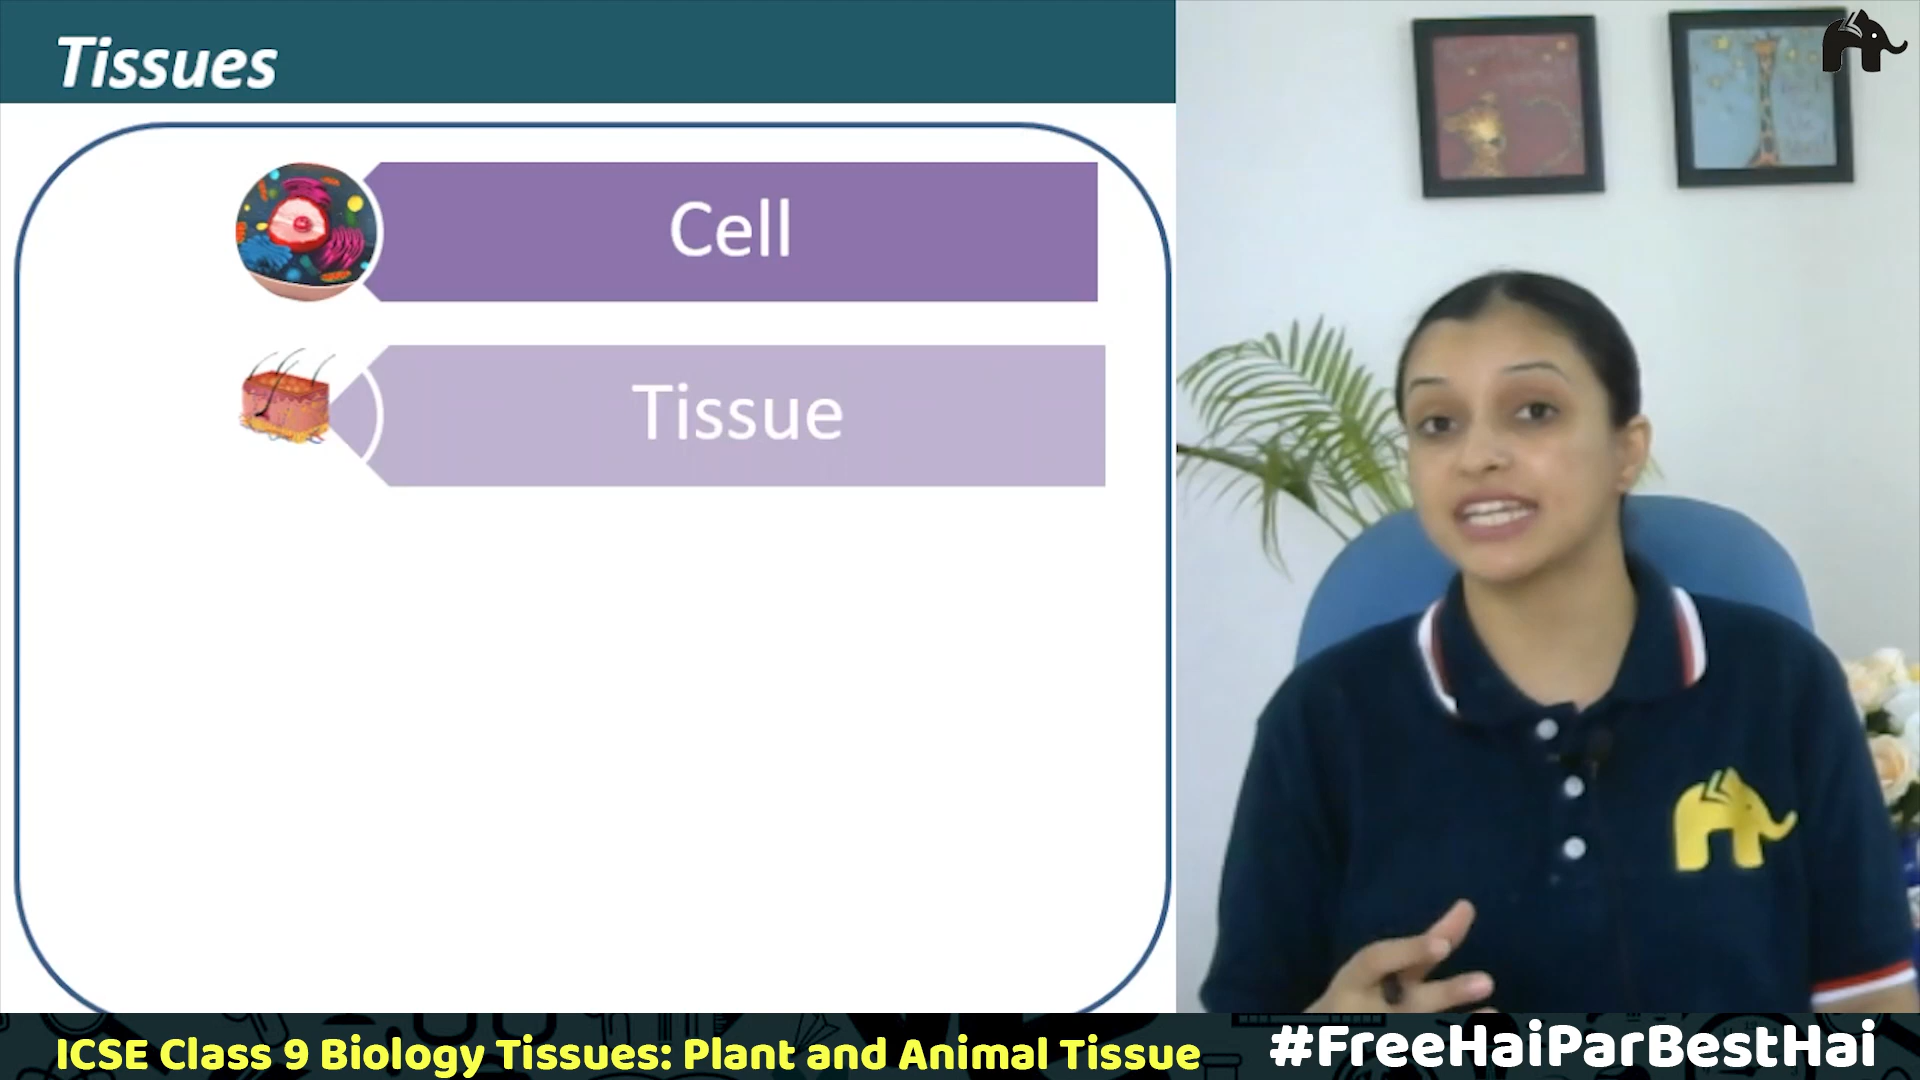 Tissues
Cell
Tissue
ICSE Class 9 Biology Tissues: Plant and Animal Tissue
#FreeHaiParBestHai